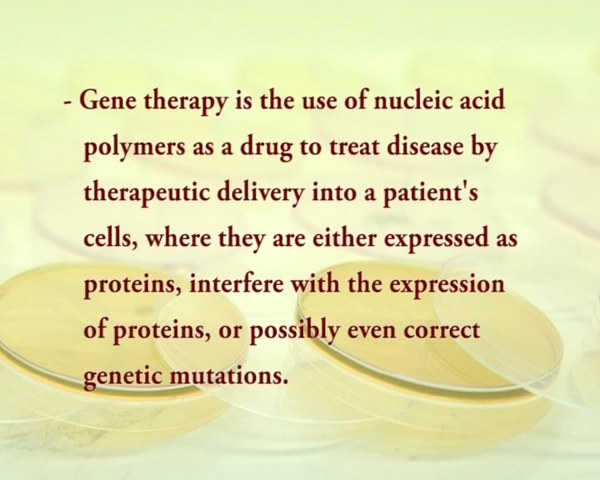 - Gene therapy is the use of nucleic acid
polymers as a drug to treat disease by
therapeutic delivery into a patient's
cells, where they are either expressed as
proteins, interfere with the expression
of proteins, or possibly even correct
genetic mutations.